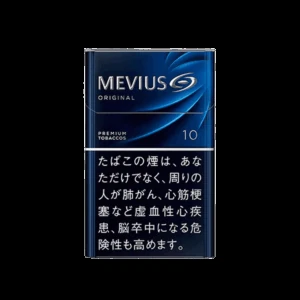 MEVIUS
ORIGINAL
PREMIUM
TOBACCOS
10
たばこの煙は、あな
ただけでなく、周りの
人が肺がん、心筋梗
塞など虚血性心疾
患、脳卒中になる危
険性も高めます。